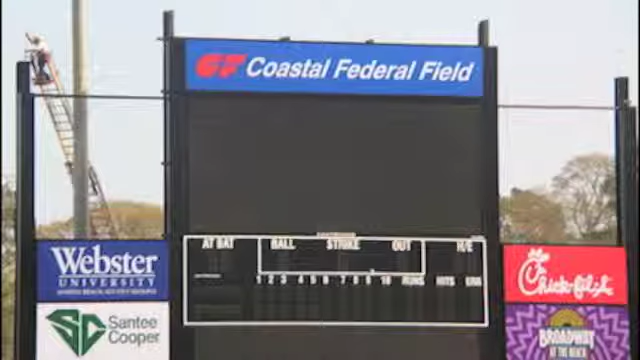 CF Coastal Federal Field
AT BAT BALL STRIKE OUT H/E
1 2 3 4 5 6 7 8 9 10 RUNS HITS
Webster
UNIVERSITY
Santee
Cooper
Chick-fil-A
BROADWAY
AT THE BEACH